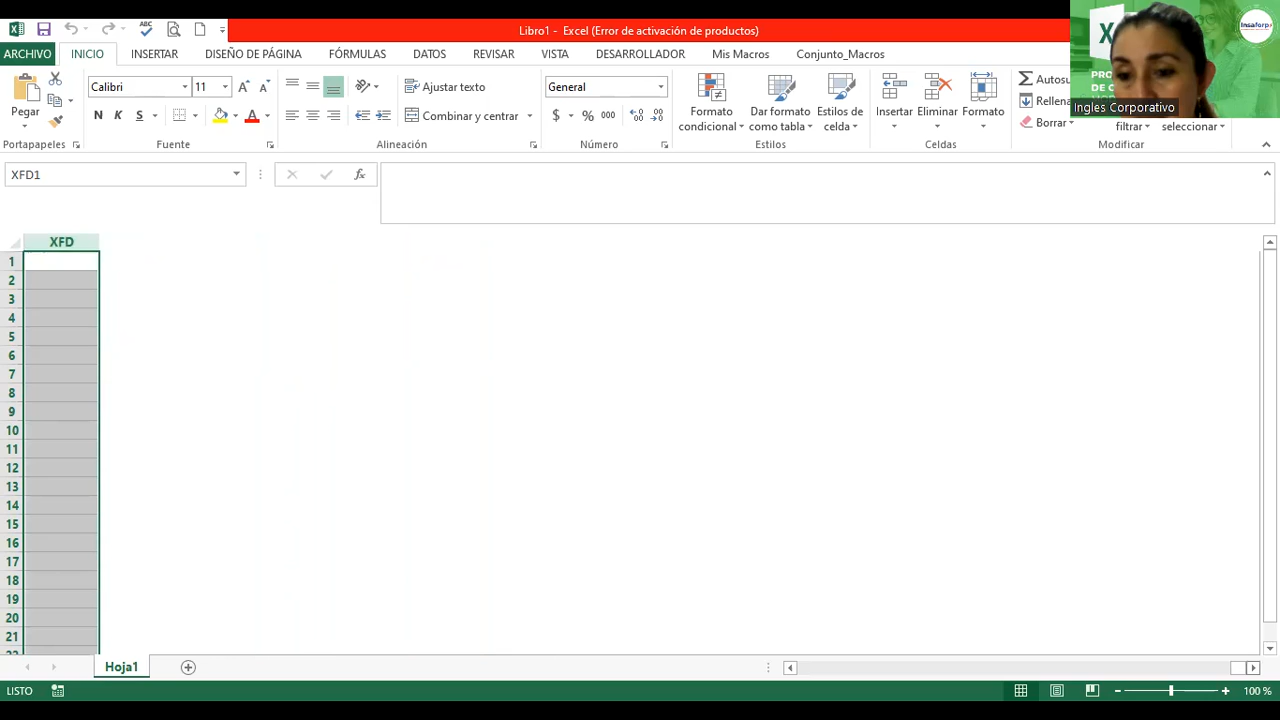 Libro1 - Excel (Error de activación de productos)
ARCHIVO INICIO INSERTAR DISEÑO DE PÁGINA FÓRMULAS DATOS REVISAR VISTA DESARROLLADOR Mis Macros Conjunto_Macros
Insaforp
Pegar
Calibri 11
N K S
Ajustar texto
Combinar y centrar
General
$ % 000
Formato condicional
Dar formato como tabla
Estilos de celda
Insertar Eliminar Formato
Autosu
Rellena
Borrar
filtrar
seleccionar
Ingles Corporativo
Portapapeles Fuente Alineación Número Estilos Celdas Modificar
XFD1
fx
XFD
1
2
3
4
5
6
7
8
9
10
11
12
13
14
15
16
17
18
19
20
21
Hoja1
LISTO
100 %